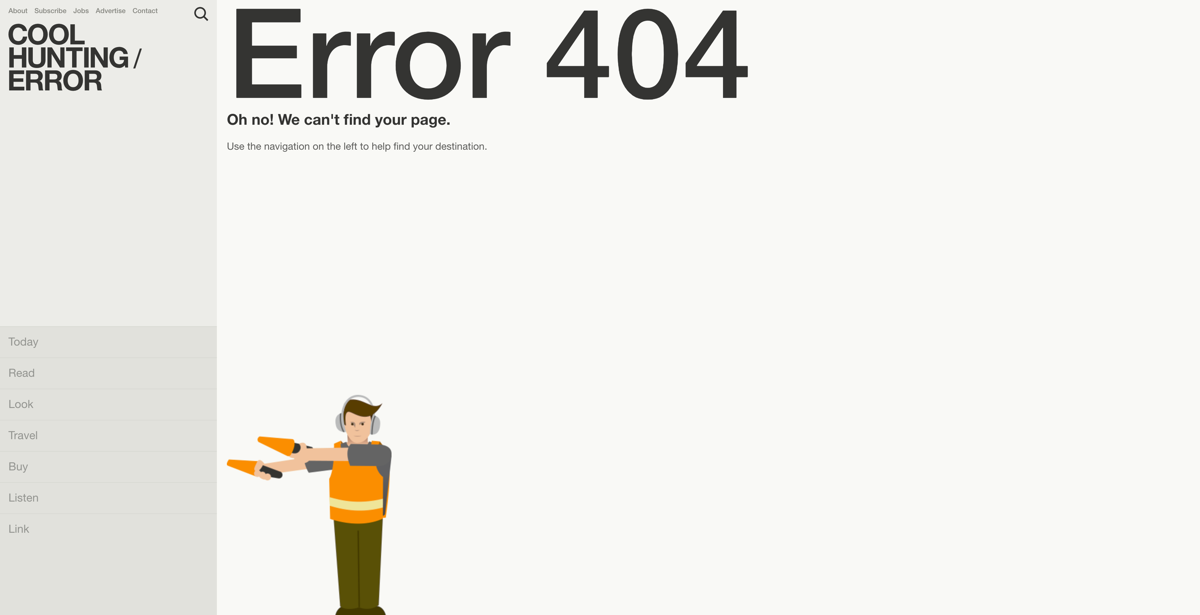 About Subscribe Jobs Advertise Contact
COOL
HUNTING /
ERROR
Today
Read
Look
Travel
Buy
Listen
Link
Error 404
Oh no! We can't find your page.
Use the navigation on the left to help find your destination.